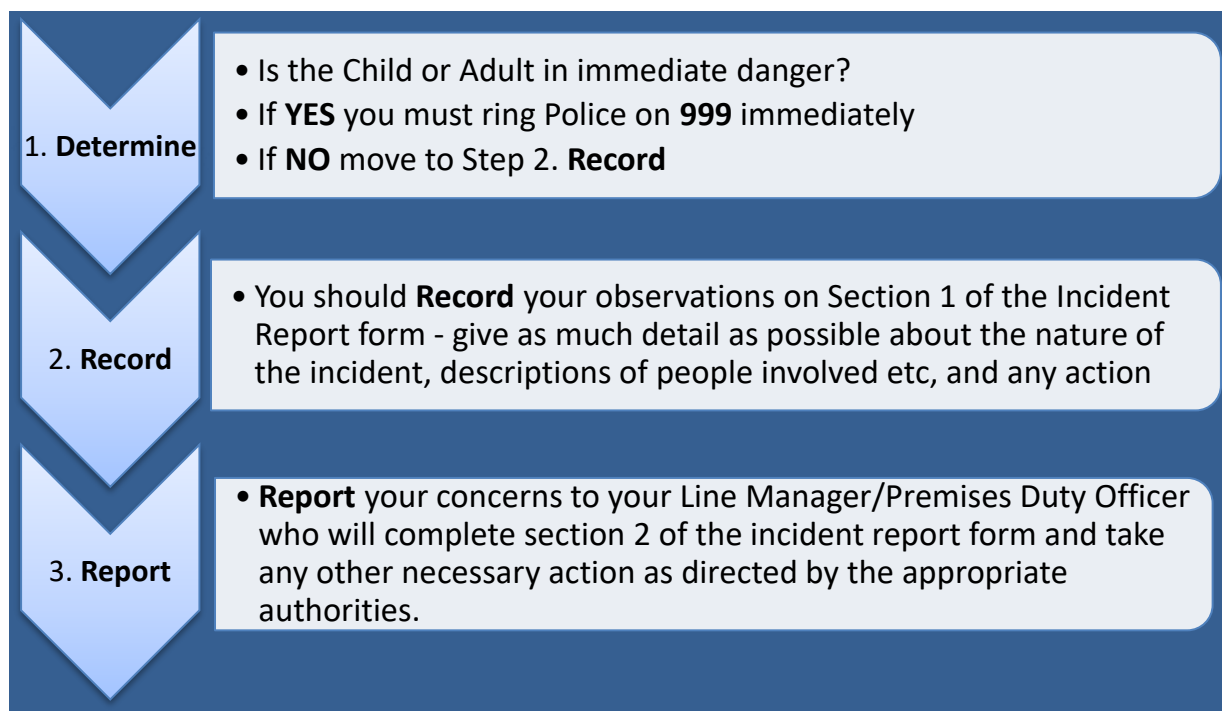 1. Determine
• Is the Child or Adult in immediate danger?
• If YES you must ring Police on 999 immediately
• If NO move to Step 2. Record
2. Record
• You should Record your observations on Section 1 of the Incident
Report form - give as much detail as possible about the nature of
the incident, descriptions of people involved etc, and any action
3. Report
• Report your concerns to your Line Manager/Premises Duty Officer
who will complete section 2 of the incident report form and take
any other necessary action as directed by the appropriate
authorities.